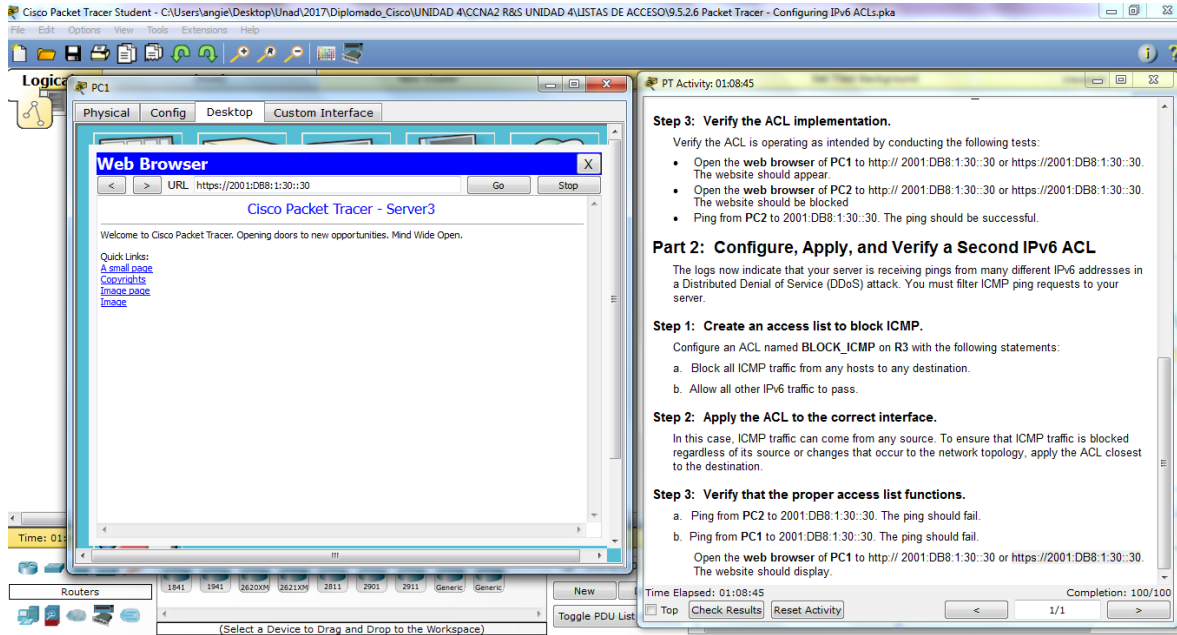 Cisco Packet Tracer Student - C:\Users\angie\Desktop\Unad\2017\Diplomado_Cisco\UNIDAD 4\CCNA2 R&S UNIDAD 4\LISTAS DE ACCESO\9.5.2.6 Packet Tracer - Configuring IPv6 ACLs.pka
File Edit Options View Tools Extensions Help
Logica
PC1
Physical Config Desktop Custom Interface
Web Browser X
< > URL https://2001:DB8:1:30::30 Go Stop
Cisco Packet Tracer - Server3
Welcome to Cisco Packet Tracer. Opening doors to new opportunities. Mind Wide Open.
Quick Links:
A small page
Copyrights
Image page
Image
Time: 01:
Routers
1841 1941 2620XM 2621XM 2811 2901 2911 Generic Generic
(Select a Device to Drag and Drop to the Workspace)
New
Toggle PDU List
PT Activity: 01:08:45
Step 3: Verify the ACL implementation.
Verify the ACL is operating as intended by conducting the following tests:
• Open the web browser of PC1 to http:// 2001:DB8:1:30::30 or https://2001:DB8:1:30::30.
The website should appear.
• Open the web browser of PC2 to http:// 2001:DB8:1:30::30 or https://2001:DB8:1:30::30.
The website should be blocked
• Ping from PC2 to 2001:DB8:1:30::30. The ping should be successful.
Part 2: Configure, Apply, and Verify a Second IPv6 ACL
The logs now indicate that your server is receiving pings from many different IPv6 addresses in
a Distributed Denial of Service (DDoS) attack. You must filter ICMP ping requests to your
server.
Step 1: Create an access list to block ICMP.
Configure an ACL named BLOCK_ICMP on R3 with the following statements:
a. Block all ICMP traffic from any hosts to any destination.
b. Allow all other IPv6 traffic to pass.
Step 2: Apply the ACL to the correct interface.
In this case, ICMP traffic can come from any source. To ensure that ICMP traffic is blocked
regardless of its source or changes that occur to the network topology, apply the ACL closest
to the destination.
Step 3: Verify that the proper access list functions.
a. Ping from PC2 to 2001:DB8:1:30::30. The ping should fail.
b. Ping from PC1 to 2001:DB8:1:30::30. The ping should fail.
Open the web browser of PC1 to http:// 2001:DB8:1:30::30 or https://2001:DB8:1:30::30.
The website should display.
Time Elapsed: 01:08:45 Completion: 100/100
Top Check Results Reset Activity < 1/1 >